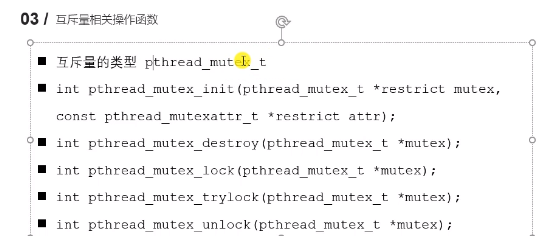 03 / 互斥量相关操作函数
■ 互斥量的类型 pthread_mutex_t
■ int pthread_mutex_init(pthread_mutex_t *restrict mutex,
const pthread_mutexattr_t *restrict attr);
■ int pthread_mutex_destroy(pthread_mutex_t *mutex);
■ int pthread_mutex_lock(pthread_mutex_t *mutex);
■ int pthread_mutex_trylock(pthread_mutex_t *mutex);
■ int pthread_mutex_unlock(pthread_mutex_t *mutex);